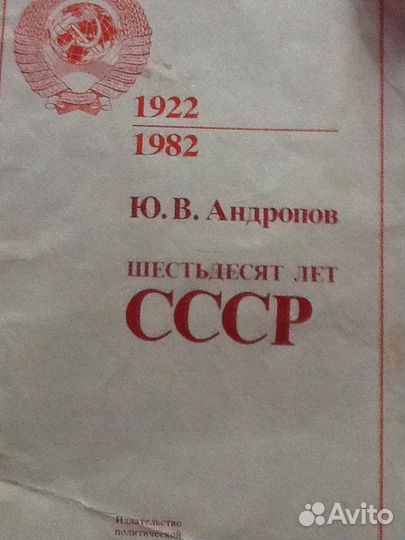 1922
1982
Ю. В. Андропов
ШЕСТЬДЕСЯТ ЛЕТ
СССР
Издательство
политической
Avito